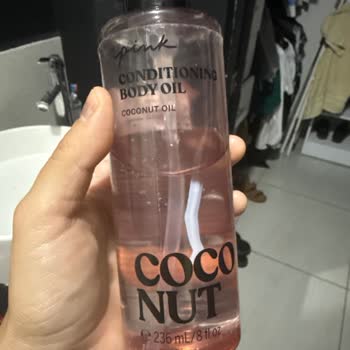 pink
CONDITIONING
BODY OIL
COCONUT OIL
COCO
NUT
℮ 236 mL/8 fl oz